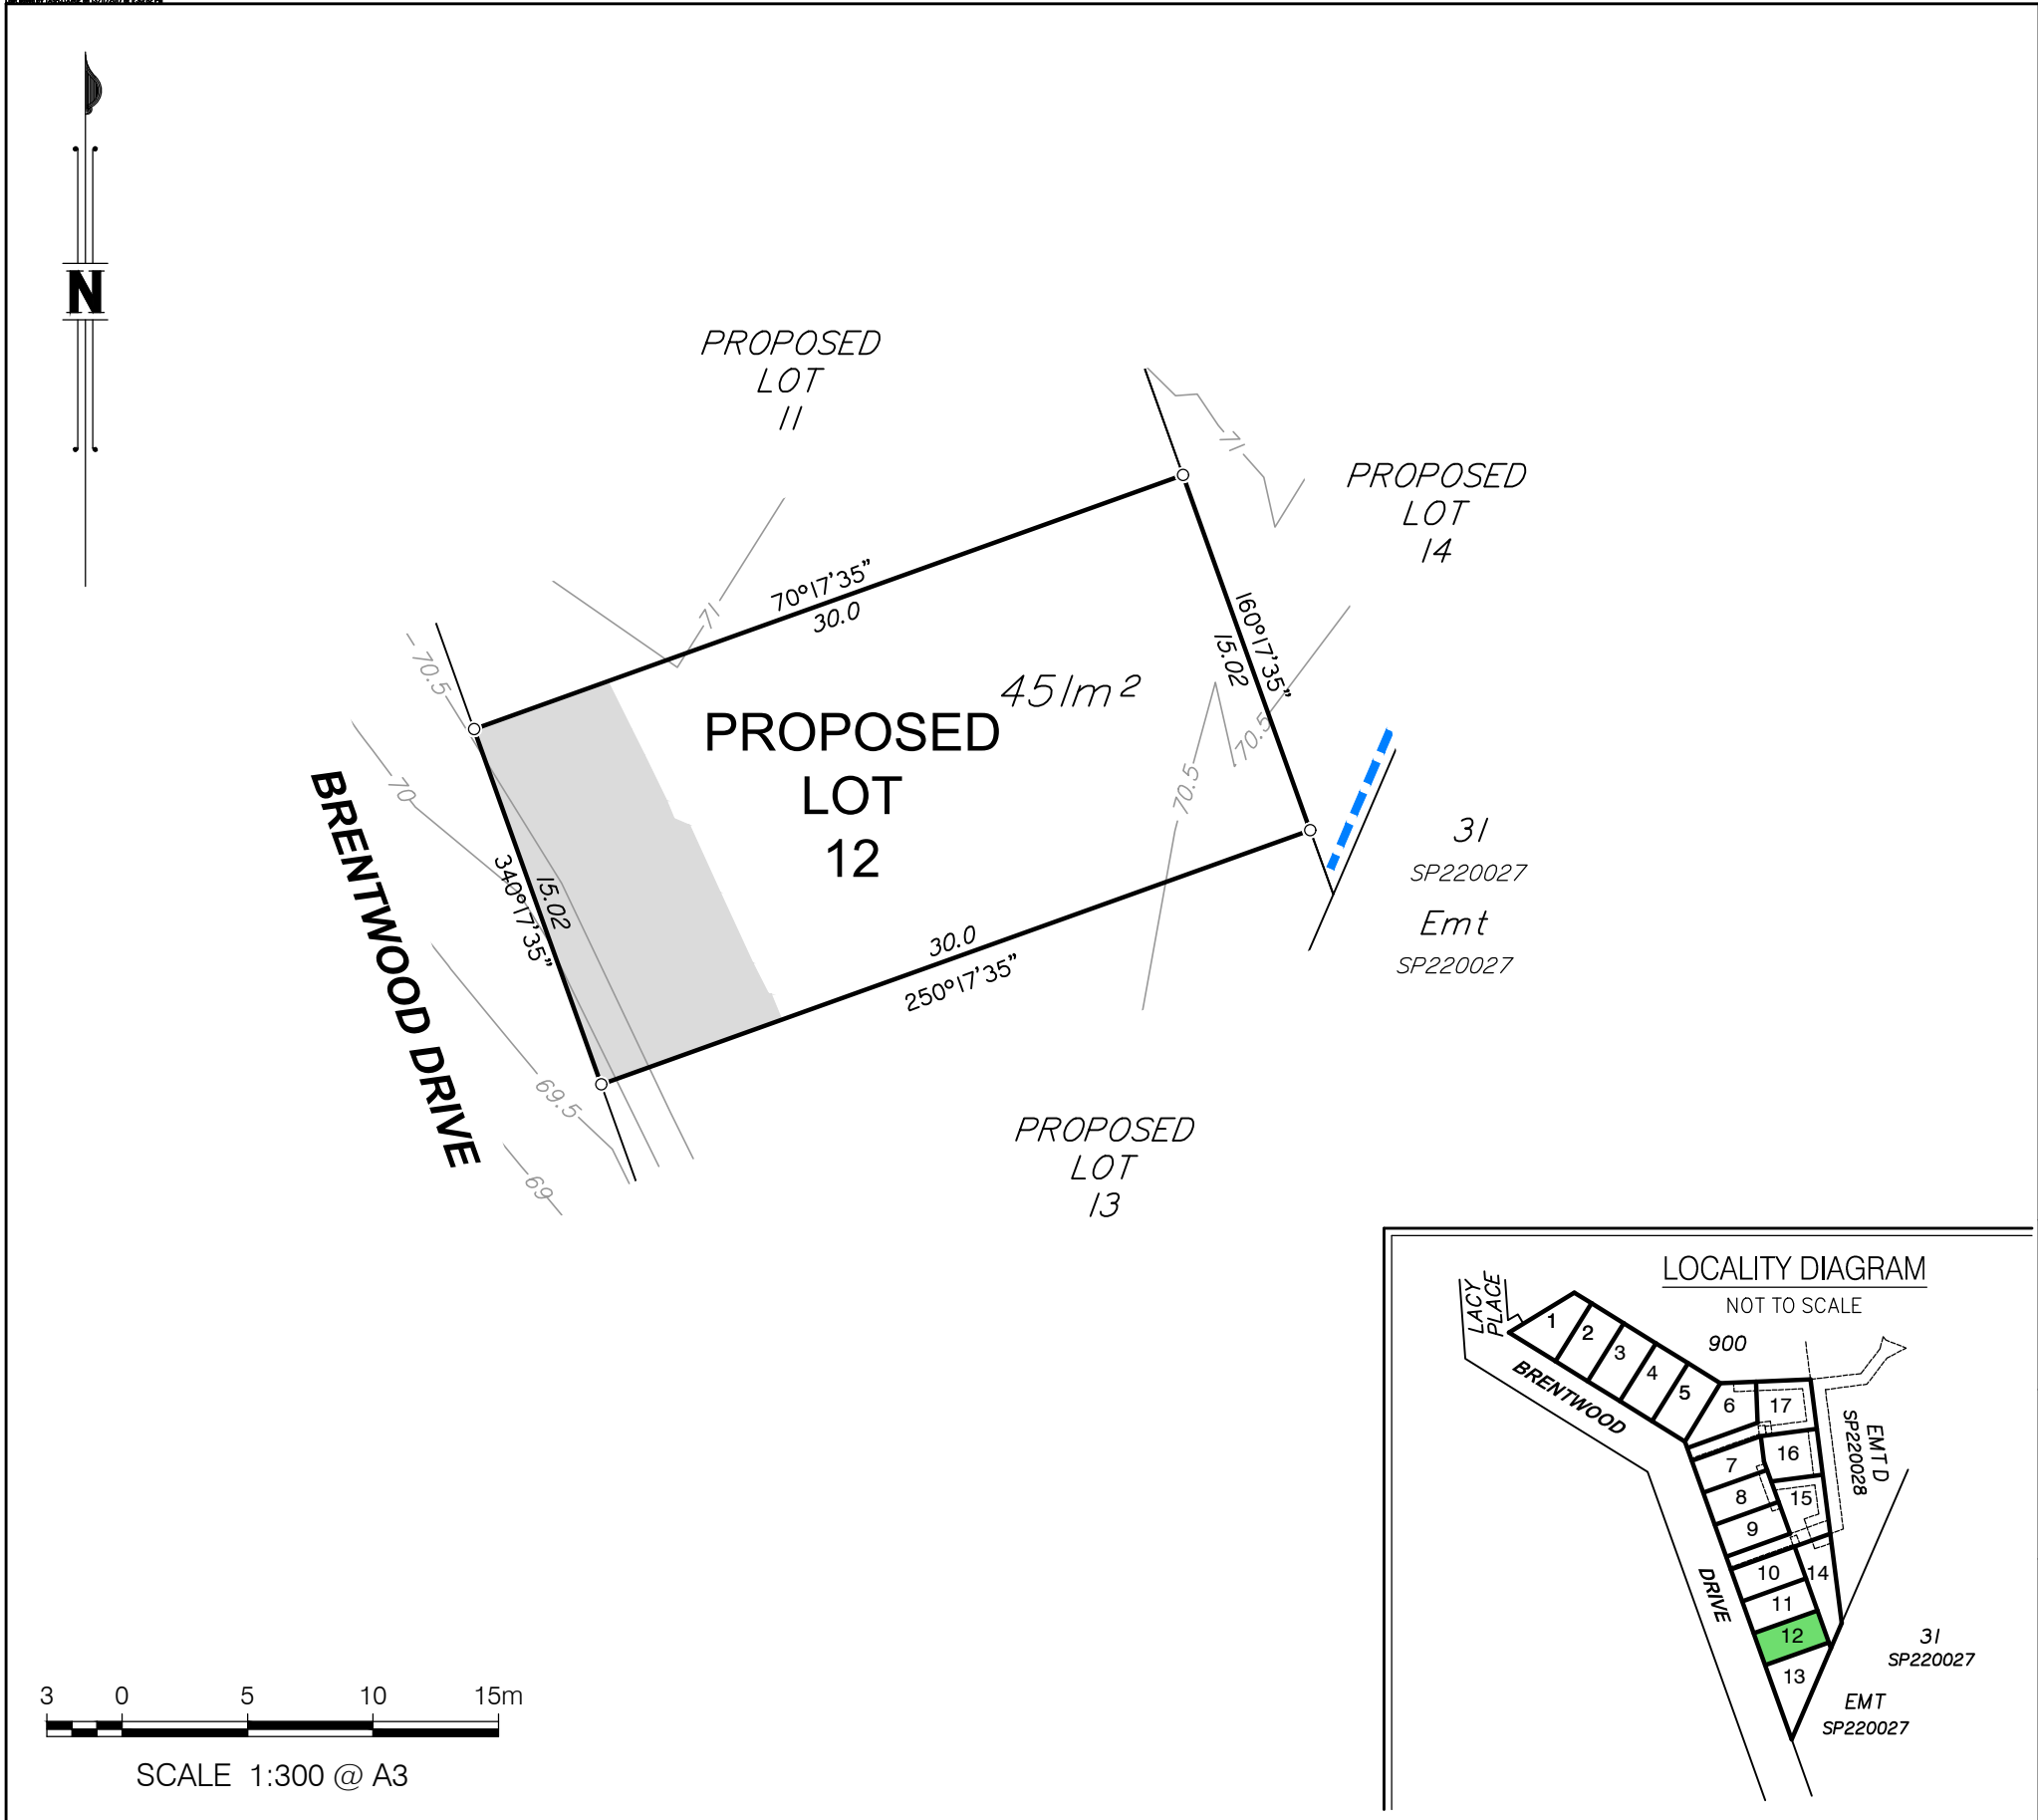 N
PROPOSED
LOT
11
71
PROPOSED
LOT
14
70°17'35"
30.0
71
160°17'35"
15.02
70.5
451m²
PROPOSED
LOT
12
70.5
70.5
70
BRENTWOOD DRIVE
340°17'35"
15.02
31
SP220027
Emt
SP220027
30.0
250°17'35"
69.5
69
PROPOSED
LOT
13
LOCALITY DIAGRAM
NOT TO SCALE
LACY
PLACE
900
1
2
3
4
5
6
17
BRENTWOOD
16
7
8
15
9
EMT D
SP220028
10
14
11
DRIVE
12
13
31
SP220027
EMT
SP220027
3 0 5 10 15m
SCALE 1:300 @ A3